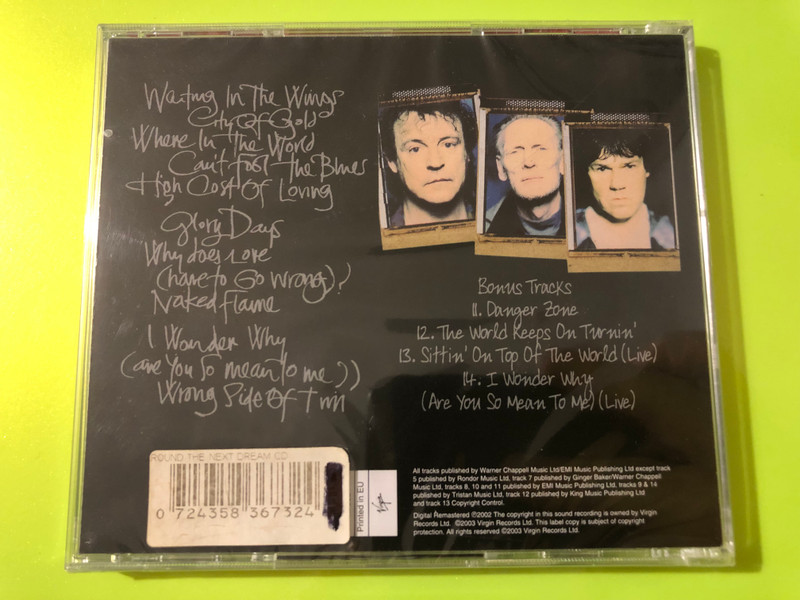 Waiting In The Wings
City Of Gold
Where In The World
Can't Fool The Blues
High Cost Of Loving
Glory Days
Why does Love
(have to Go Wrong)?
Naked Flame
I Wonder Why
(are You so mean to me?)
Wrong Side Of Town
Bonus Tracks
11. Danger Zone
12. The World Keeps On Turnin'
13. Sittin' On Top Of The World (Live)
14. I Wonder Why
(Are You So Mean To Me) (Live)
ROUND THE NEXT DREAM CD
0 724358 367324
Printed in EU
Virgin
All tracks published by Warner Chappell Music Ltd/EMI Music Publishing Ltd except track
5 published by Rondor Music Ltd, track 7 published by Ginger Baker/Warner Chappell
Music Ltd, tracks 8, 10 and 11 published by EMI Music Publishing Ltd, tracks 9 & 14
published by Tristan Music Ltd, track 12 published by King Music Publishing Ltd
and track 13 Copyright Control.
Digital Remastered ℗2002 The copyright in this sound recording is owned by Virgin
Records Ltd. ©2003 Virgin Records Ltd. This label copy is subject of copyright
protection. All rights reserved ©2003 Virgin Records Ltd.